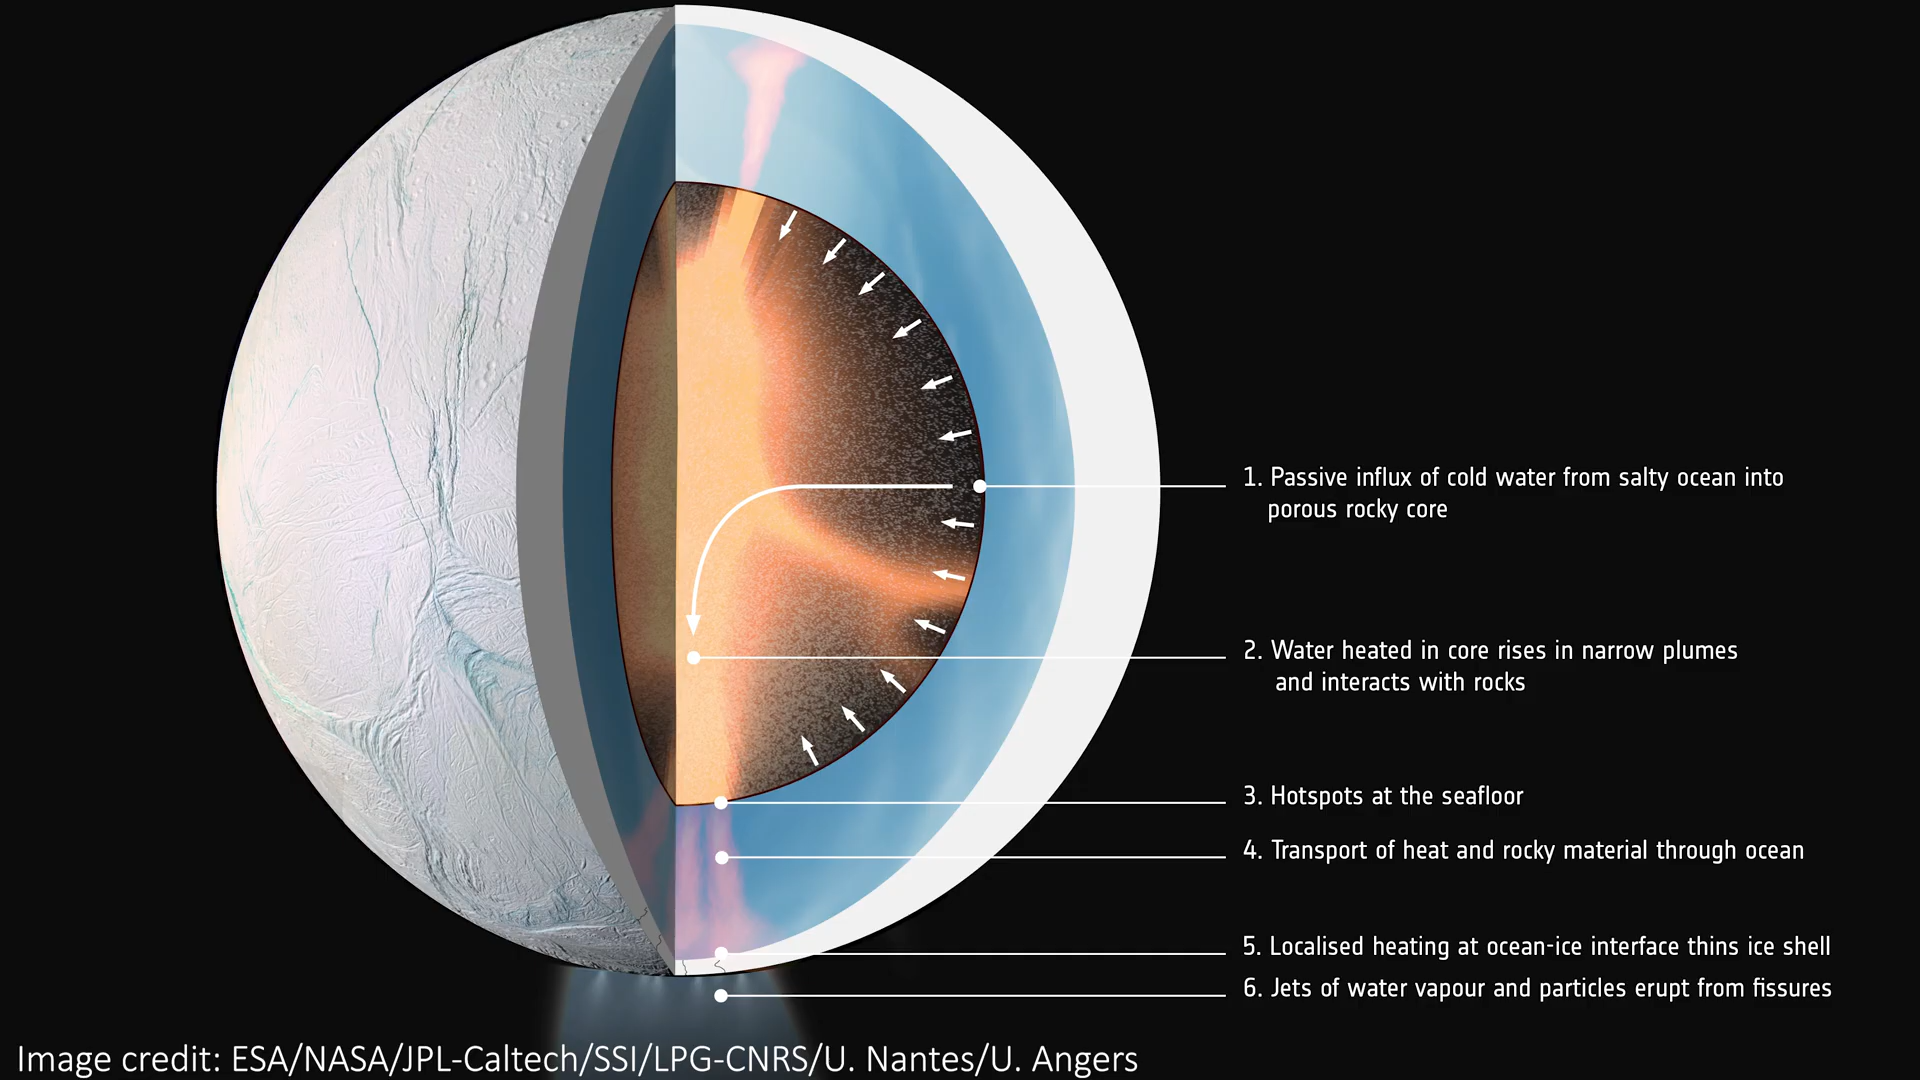 1. Passive influx of cold water from salty ocean into
porous rocky core
2. Water heated in core rises in narrow plumes
and interacts with rocks
3. Hotspots at the seafloor
4. Transport of heat and rocky material through ocean
5. Localised heating at ocean-ice interface thins ice shell
6. Jets of water vapour and particles erupt from fissures
Image credit: ESA/NASA/JPL-Caltech/SSI/LPG-CNRS/U. Nantes/U. Angers